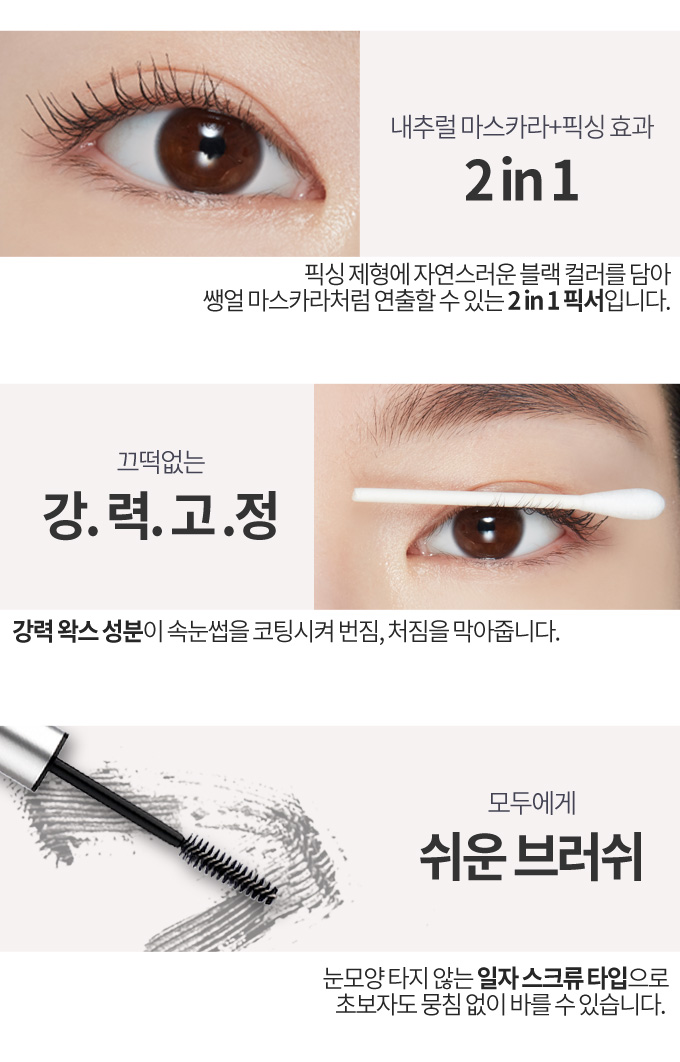 내추럴 마스카라+픽싱 효과
2 in 1
픽싱 제형에 자연스러운 블랙 컬러를 담아
쌩얼 마스카라처럼 연출할 수 있는 2 in 1 픽서입니다.
끄떡없는
강. 력. 고 .정
강력 왁스 성분이 속눈썹을 코팅시켜 번짐, 처짐을 막아줍니다.
모두에게
쉬운 브러쉬
눈모양 타지 않는 일자 스크류 타입으로
초보자도 뭉침 없이 바를 수 있습니다.